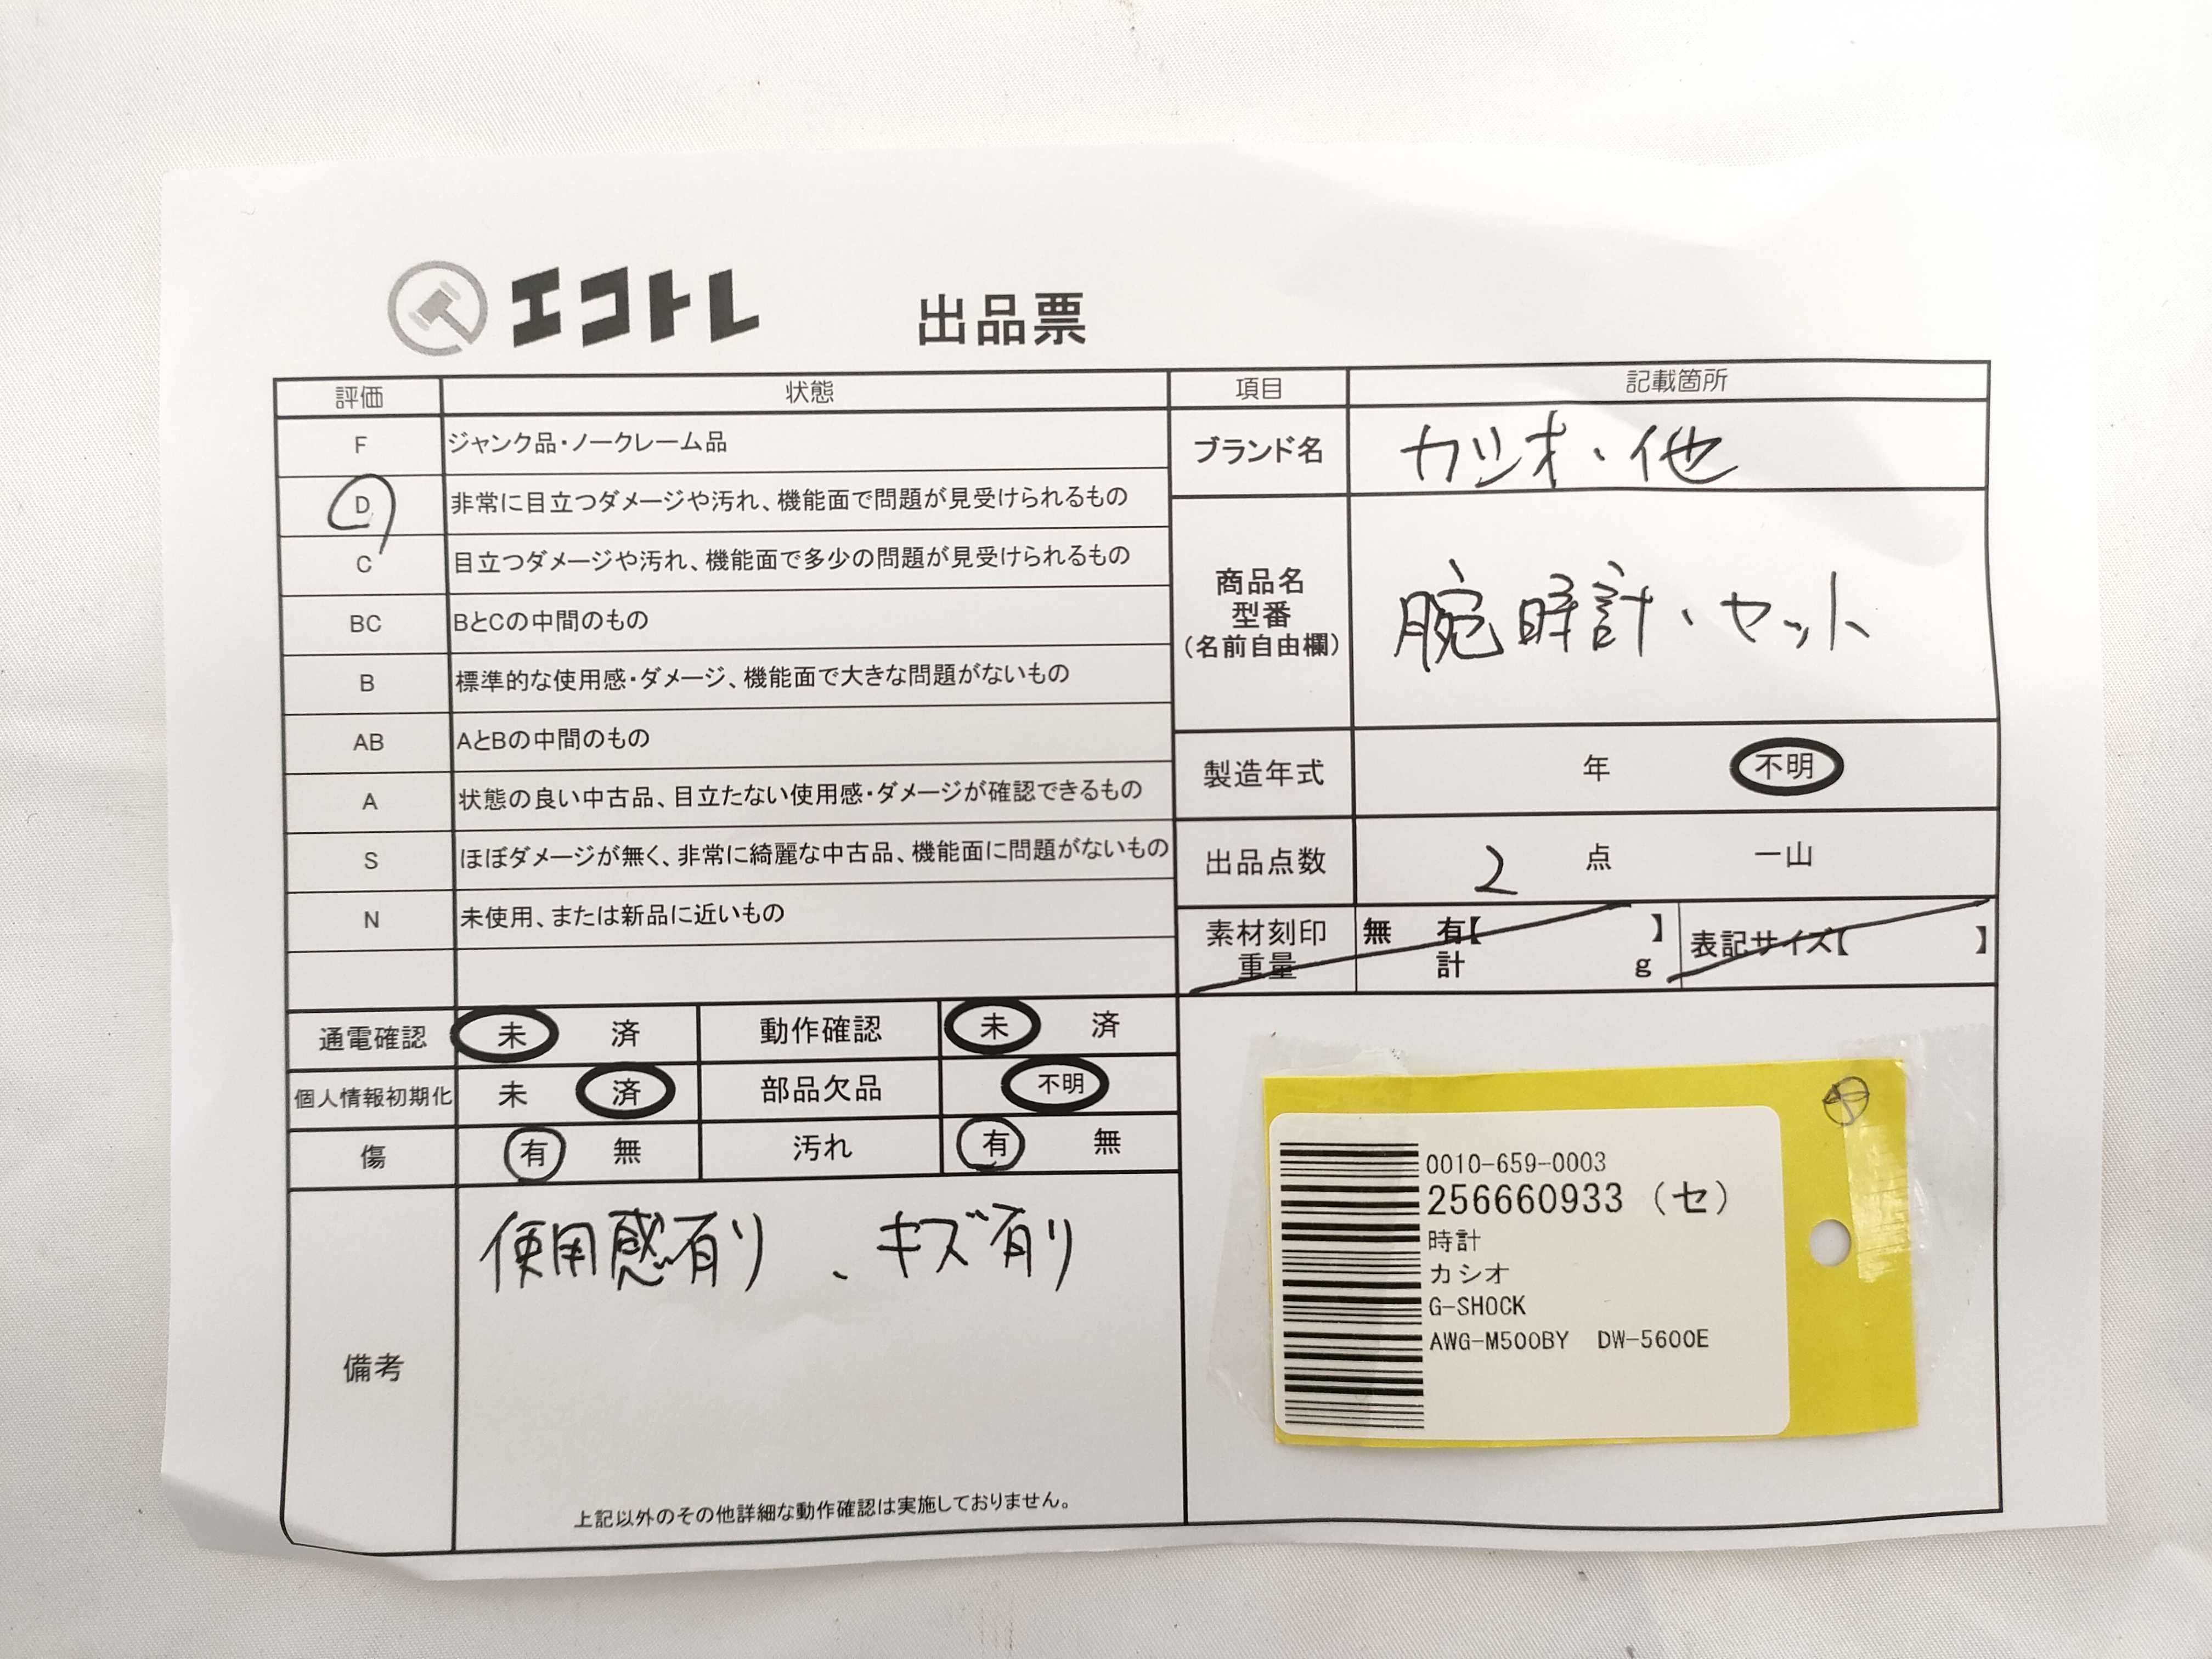 エコトレ 出品票
評価 状態 項目 記載箇所
F ジャンク品・ノークレーム品
D 非常に目立つダメージや汚れ、機能面で問題が見受けられるもの
C 目立つダメージや汚れ、機能面で多少の問題が見受けられるもの
BC BとCの中間のもの
B 標準的な使用感・ダメージ、機能面で大きな問題がないもの
AB AとBの中間のもの
A 状態の良い中古品、目立たない使用感・ダメージが確認できるもの
S ほぼダメージが無く、非常に綺麗な中古品、機能面に問題がないもの
N 未使用、または新品に近いもの
ブランド名 カシオ、他
商品名
型番
(名前自由欄)
腕時計、セット
製造年式 年 不明
出品点数 2 点 一山
素材刻印 無 有【 】 表記サイズ【 】
重量 計 g
通電確認 未 済 動作確認 未 済
個人情報初期化 未 済 部品欠品 不明
傷 有 無 汚れ 有 無
備考
使用感有り、キズ有り
上記以外のその他詳細な動作確認は実施しておりません。
0010-659-0003
256660933 (セ)
時計
カシオ
G-SHOCK
AWG-M500BY DW-5600E